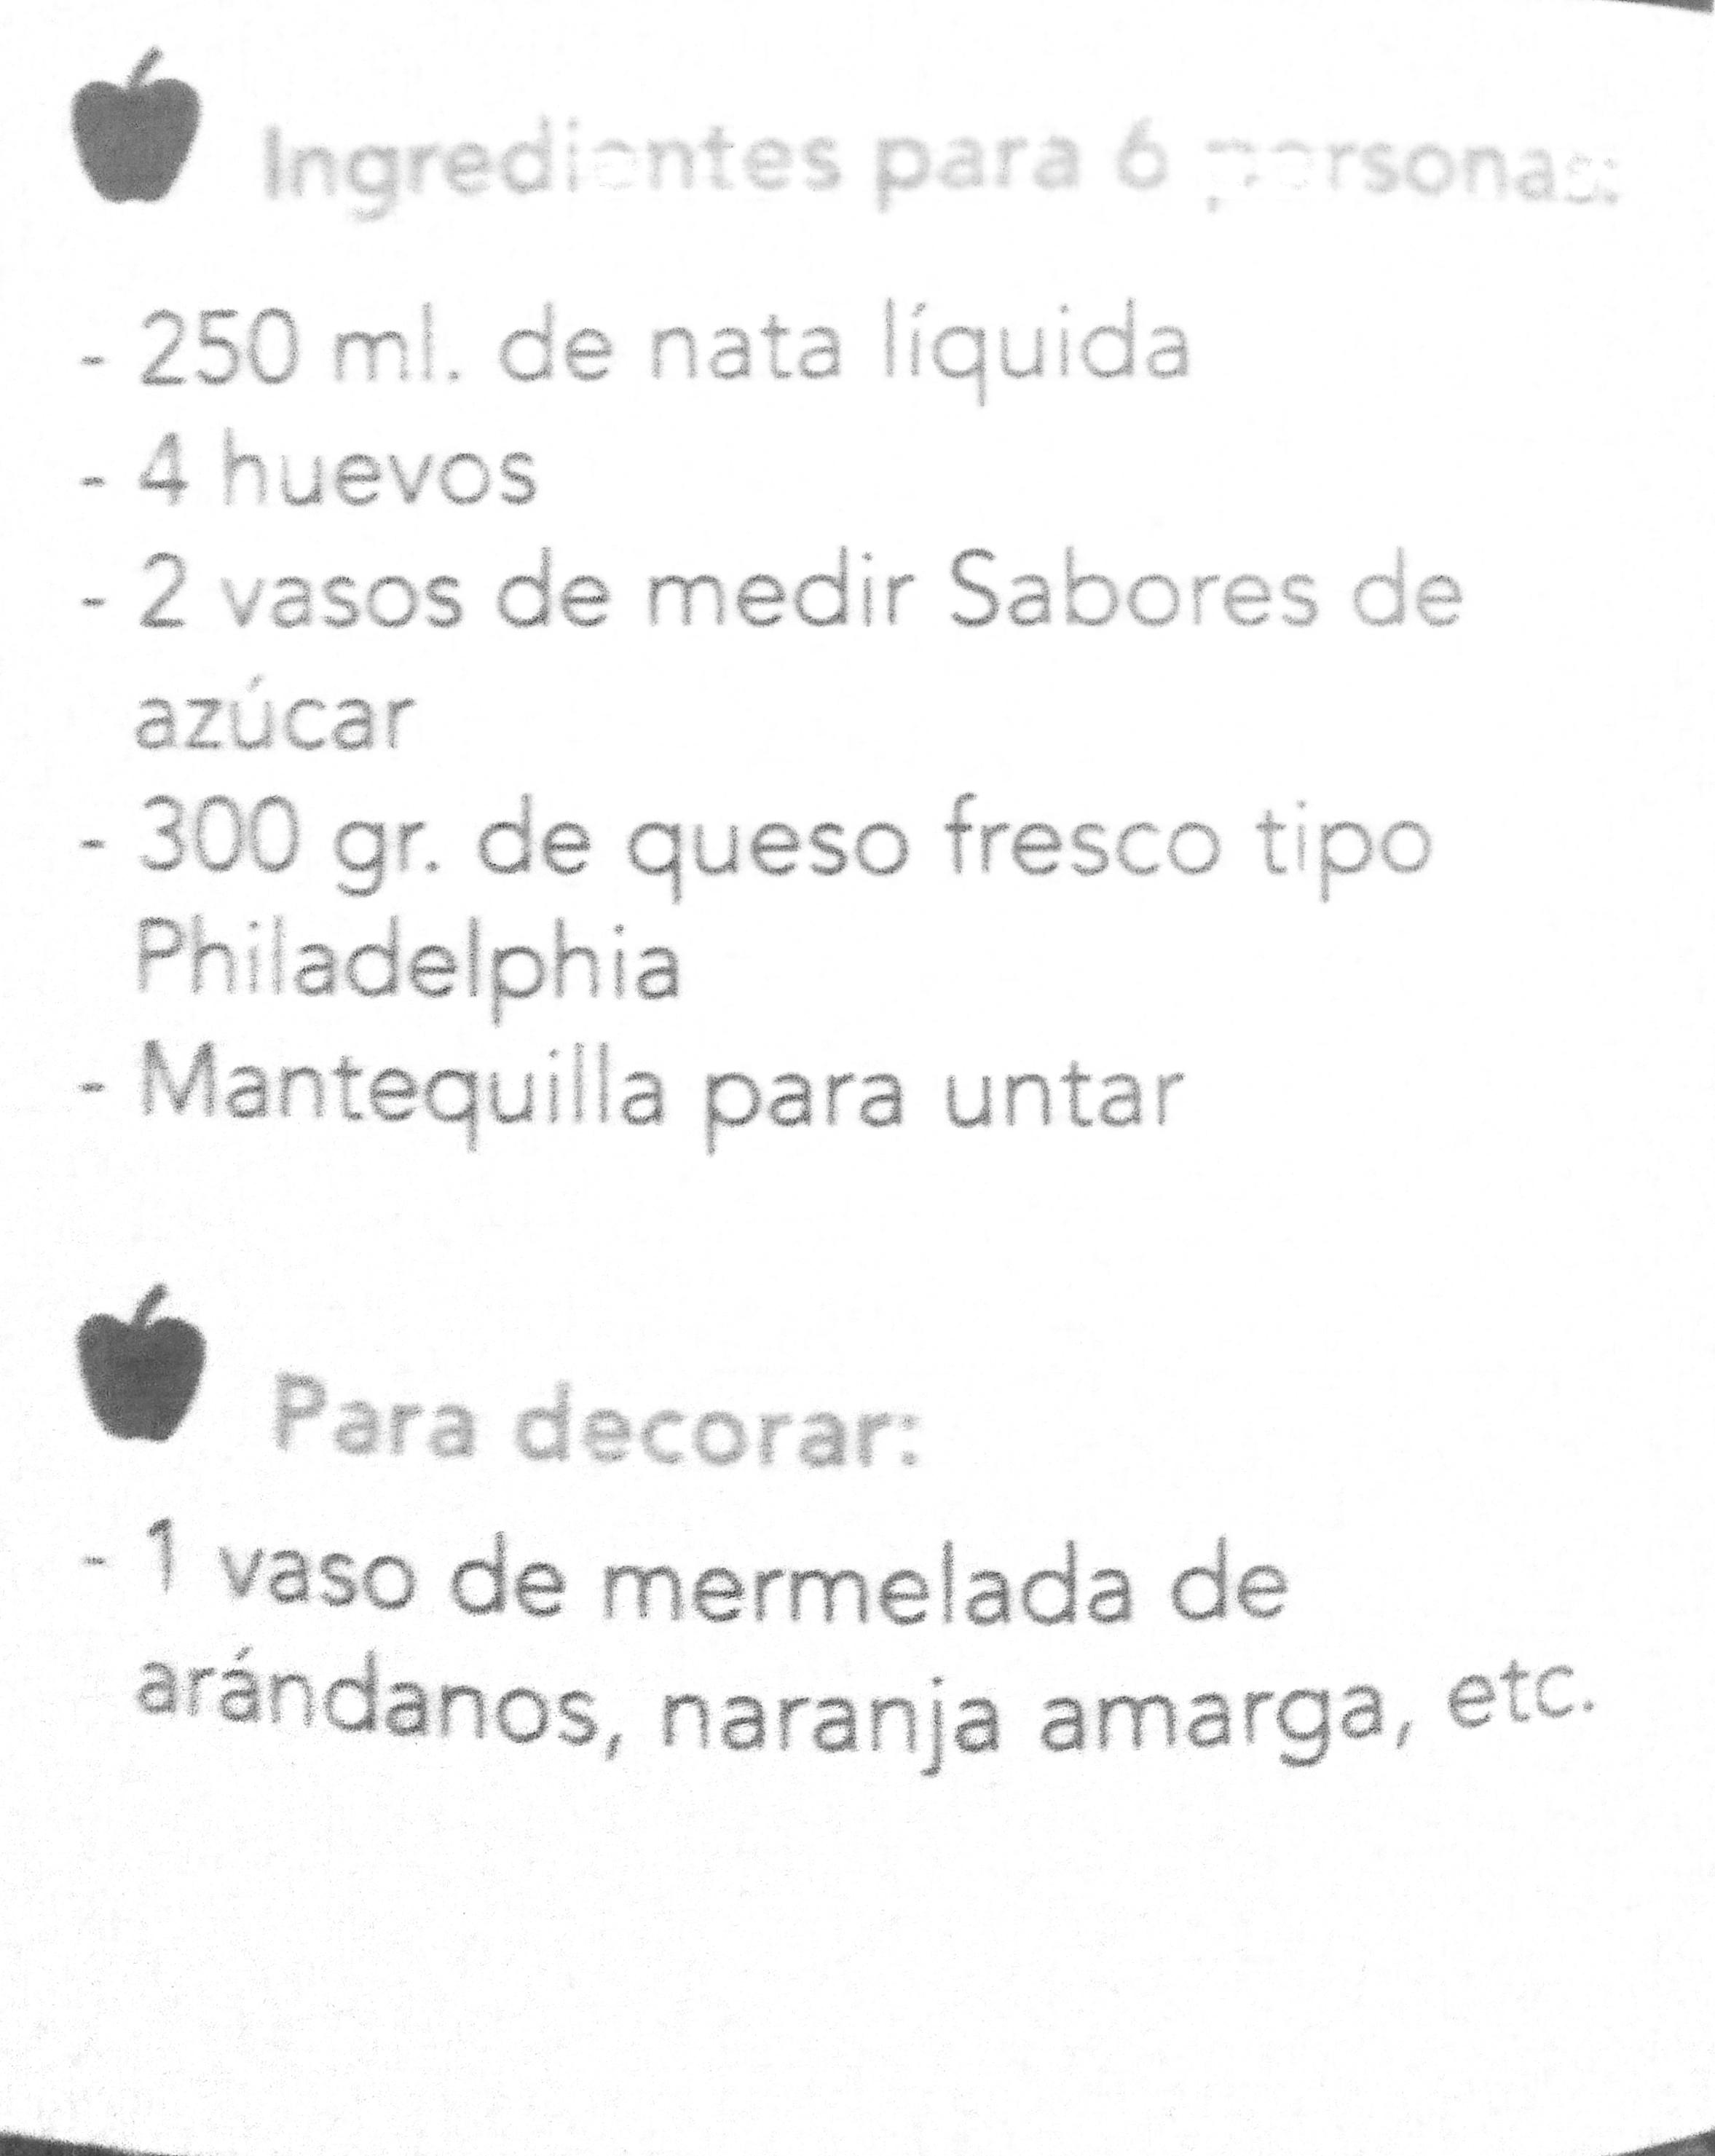 Ingredientes para 6 personas:
- 250 ml. de nata líquida
- 4 huevos
- 2 vasos de medir Sabores de
azúcar
- 300 gr. de queso fresco tipo
Philadelphia
- Mantequilla para untar
Para decorar:
- 1 vaso de mermelada de
arándanos, naranja amarga, etc.